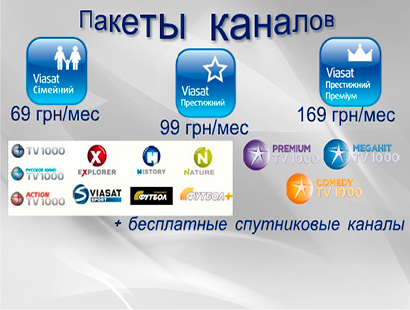 Пакеты каналов
Viasat
Сімейний
Viasat
Престижний
Viasat
Престижний
Преміум
69 грн/мес
99 грн/мес
169 грн/мес
TV1000
РУССКОЕ КИНО
TV1000
ACTION
TV1000
EXPLORER
HISTORY
NATURE
VIASAT
SPORT
ФУТБОЛ
ФУТБОЛ+
PREMIUM
TV1000
MEGAHIT
TV1000
COMEDY
TV1000
+ бесплатные спутниковые каналы